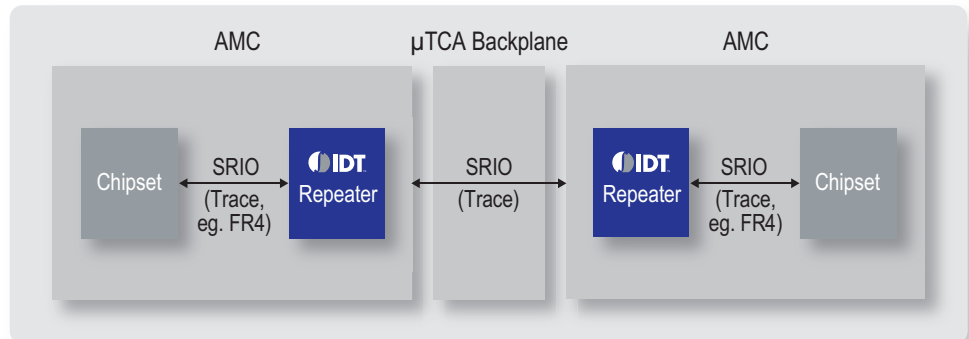 AMC
µTCA Backplane
AMC
Chipset
SRIO
(Trace,
eg. FR4)
IDT
Repeater
SRIO
(Trace)
IDT
Repeater
SRIO
(Trace,
eg. FR4)
Chipset